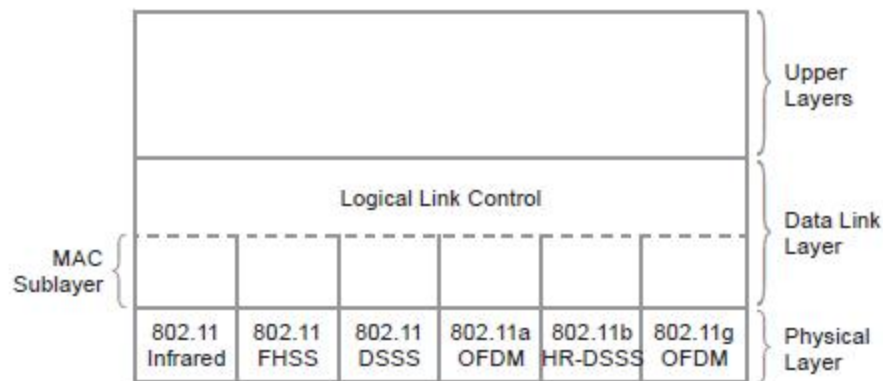 Upper
Layers
Logical Link Control
Data Link
Layer
MAC
Sublayer
802.11
Infrared
802.11
FHSS
802.11
DSSS
802.11a
OFDM
802.11b
HR-DSSS
802.11g
OFDM
Physical
Layer